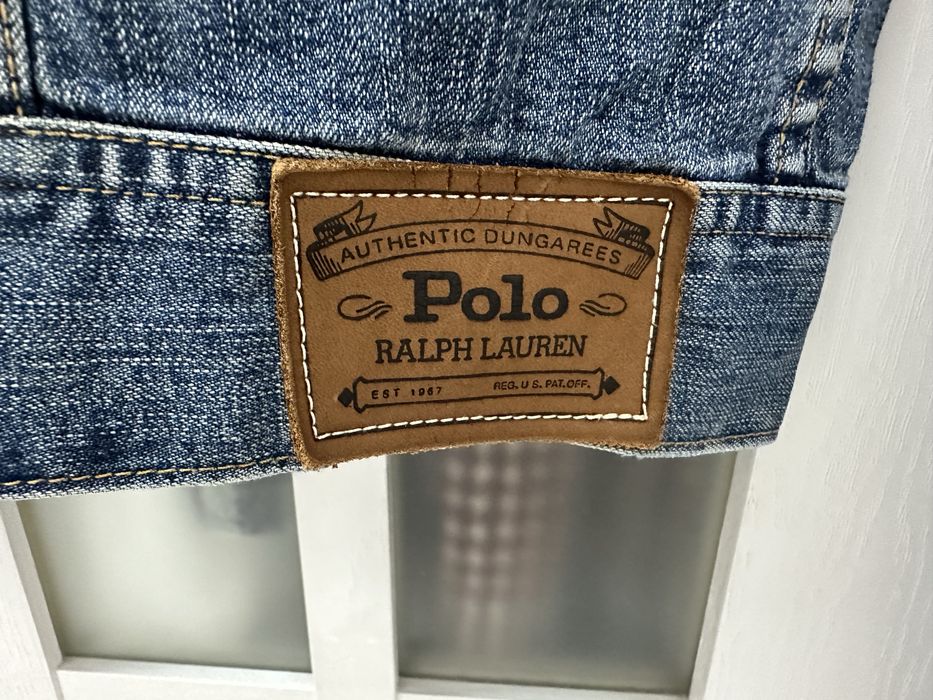 AUTHENTIC DUNGAREES
Polo
RALPH LAUREN
EST 1967 REG. U S. PAT. OFF.